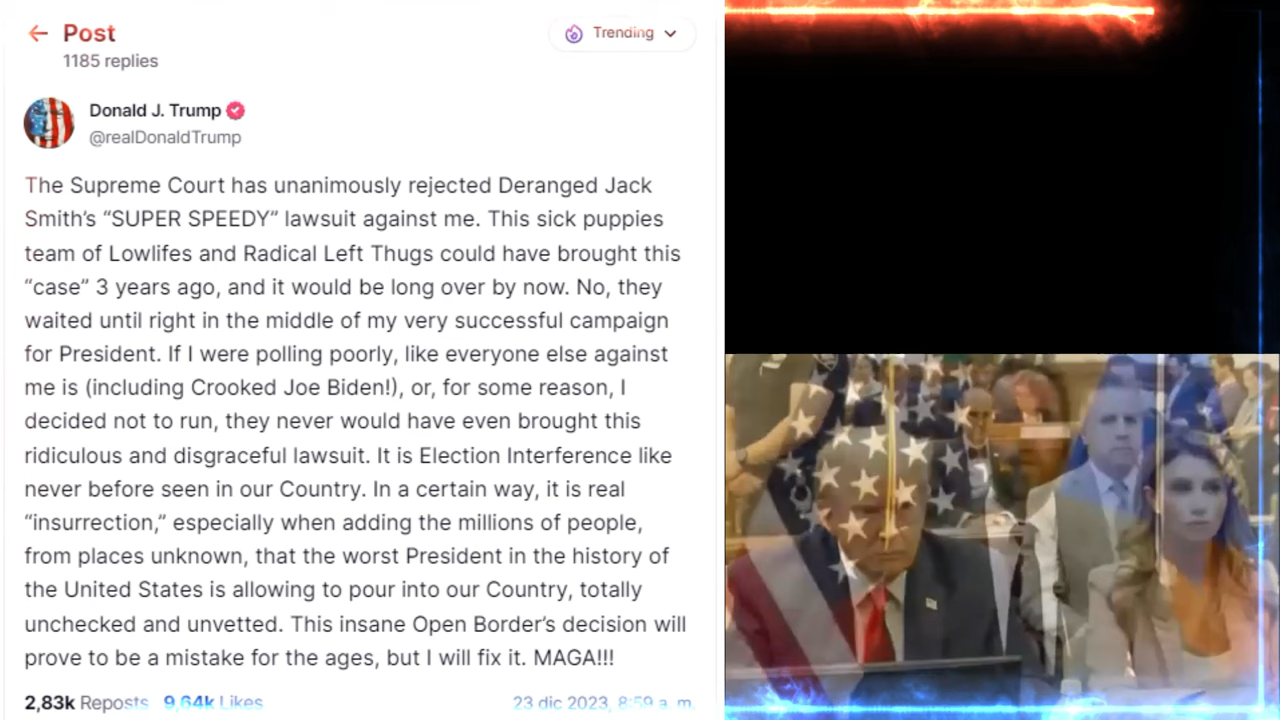 Post
Trending
1185 replies
Donald J. Trump
@realDonaldTrump
The Supreme Court has unanimously rejected Deranged Jack
Smith’s “SUPER SPEEDY” lawsuit against me. This sick puppies
team of Lowlifes and Radical Left Thugs could have brought this
“case” 3 years ago, and it would be long over by now. No, they
waited until right in the middle of my very successful campaign
for President. If I were polling poorly, like everyone else against
me is (including Crooked Joe Biden!), or, for some reason, I
decided not to run, they never would have even brought this
ridiculous and disgraceful lawsuit. It is Election Interference like
never before seen in our Country. In a certain way, it is real
“insurrection,” especially when adding the millions of people,
from places unknown, that the worst President in the history of
the United States is allowing to pour into our Country, totally
unchecked and unvetted. This insane Open Border’s decision will
prove to be a mistake for the ages, but I will fix it. MAGA!!!
2,83k Reposts 9,64k Likes 23 dic 2023, 8:59 a. m.